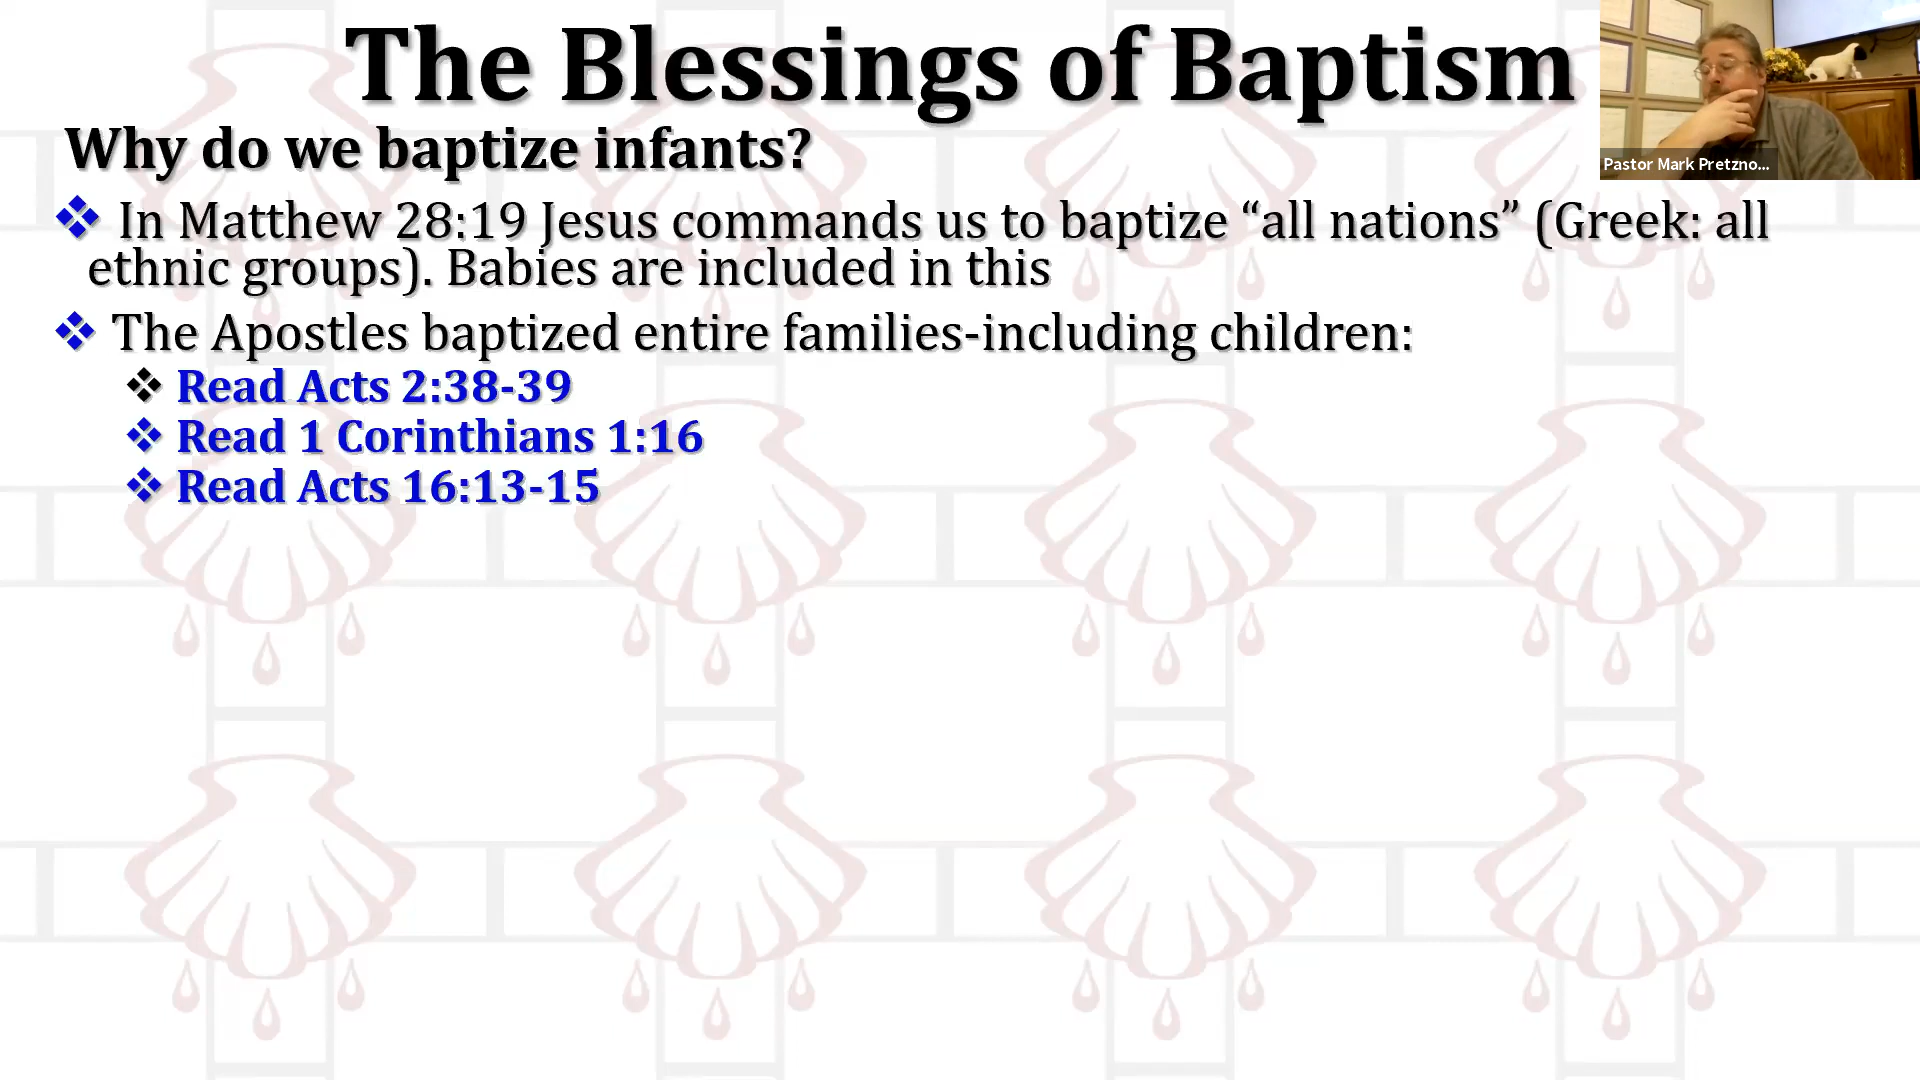 The Blessings of Baptism
Why do we baptize infants?
In Matthew 28:19 Jesus commands us to baptize “all nations” (Greek: all
ethnic groups). Babies are included in this
The Apostles baptized entire families-including children:
Read Acts 2:38-39
Read 1 Corinthians 1:16
Read Acts 16:13-15
Pastor Mark Pretzno...